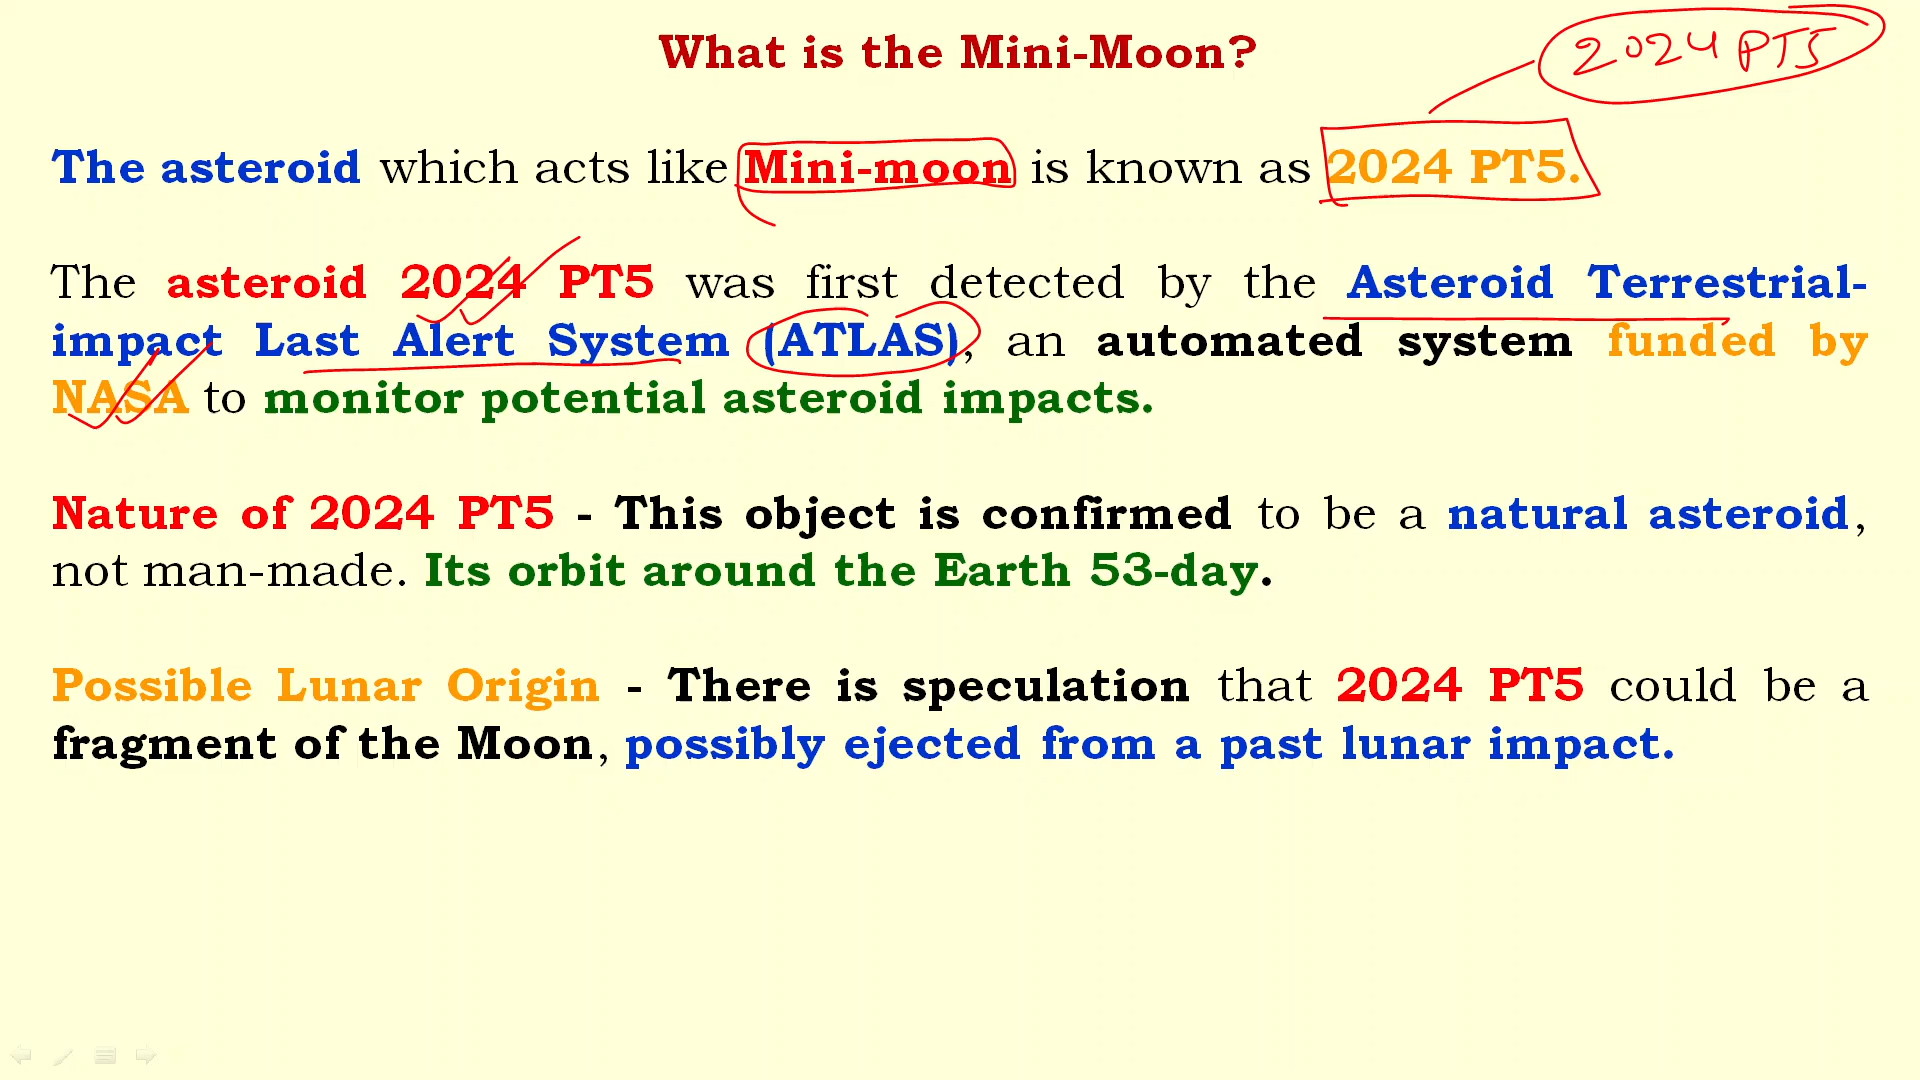 What is the Mini-Moon?
2024 PT5
The asteroid which acts like Mini-moon is known as 2024 PT5.
The asteroid 2024 PT5 was first detected by the Asteroid Terrestrial-
impact Last Alert System (ATLAS), an automated system funded by
NASA to monitor potential asteroid impacts.
Nature of 2024 PT5 - This object is confirmed to be a natural asteroid,
not man-made. Its orbit around the Earth 53-day.
Possible Lunar Origin - There is speculation that 2024 PT5 could be a
fragment of the Moon, possibly ejected from a past lunar impact.